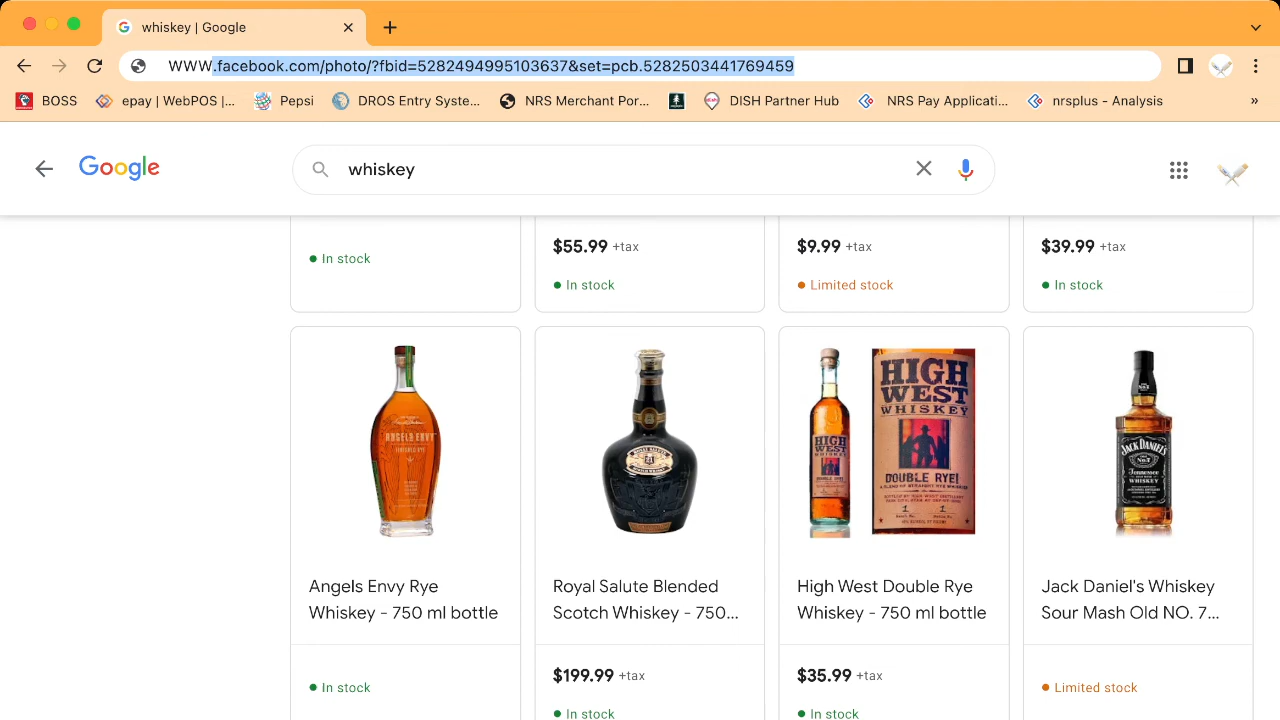 whiskey | Google
WWW.facebook.com/photo/?fbid=5282494995103637&set=pcb.5282503441769459
BOSS
epay | WebPOS |...
Pepsi
DROS Entry Syste...
NRS Merchant Por...
DISH Partner Hub
NRS Pay Applicati...
nrsplus - Analysis
»
Google
whiskey
In stock
$55.99 +tax
In stock
$9.99 +tax
Limited stock
$39.99 +tax
In stock
ANGELS ENVY
HIGH
WEST
WHISKEY
HIGH
WEST
WHISKEY
DOUBLE RYE!
JACK DANIEL'S
Tennessee
WHISKEY
Angels Envy Rye
Whiskey - 750 ml bottle
Royal Salute Blended
Scotch Whiskey - 750...
High West Double Rye
Whiskey - 750 ml bottle
Jack Daniel's Whiskey
Sour Mash Old NO. 7...
In stock
$199.99 +tax
In stock
$35.99 +tax
In stock
Limited stock